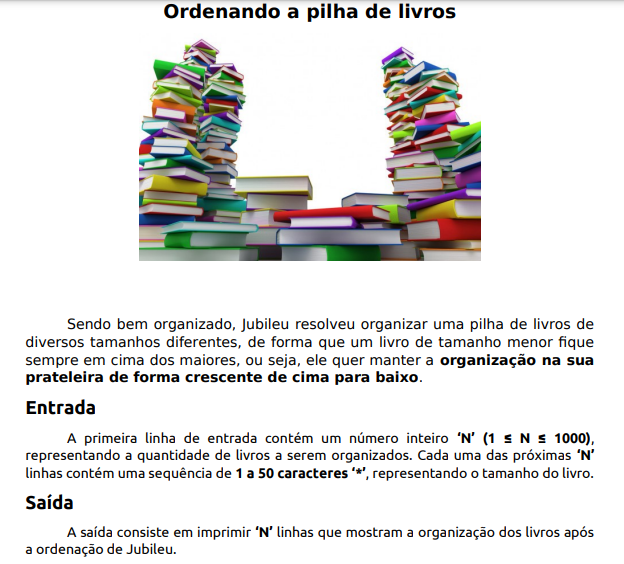 Ordenando a pilha de livros
Sendo bem organizado, Jubileu resolveu organizar uma pilha de livros de
diversos tamanhos diferentes, de forma que um livro de tamanho menor fique
sempre em cima dos maiores, ou seja, ele quer manter a organização na sua
prateleira de forma crescente de cima para baixo.
Entrada
A primeira linha de entrada contém um número inteiro ‘N’ (1 ≤ N ≤ 1000),
representando a quantidade de livros a serem organizados. Cada uma das próximas ‘N’
linhas contém uma sequência de 1 a 50 caracteres ‘*’, representando o tamanho do livro.
Saída
A saída consiste em imprimir ‘N’ linhas que mostram a organização dos livros após
a ordenação de Jubileu.